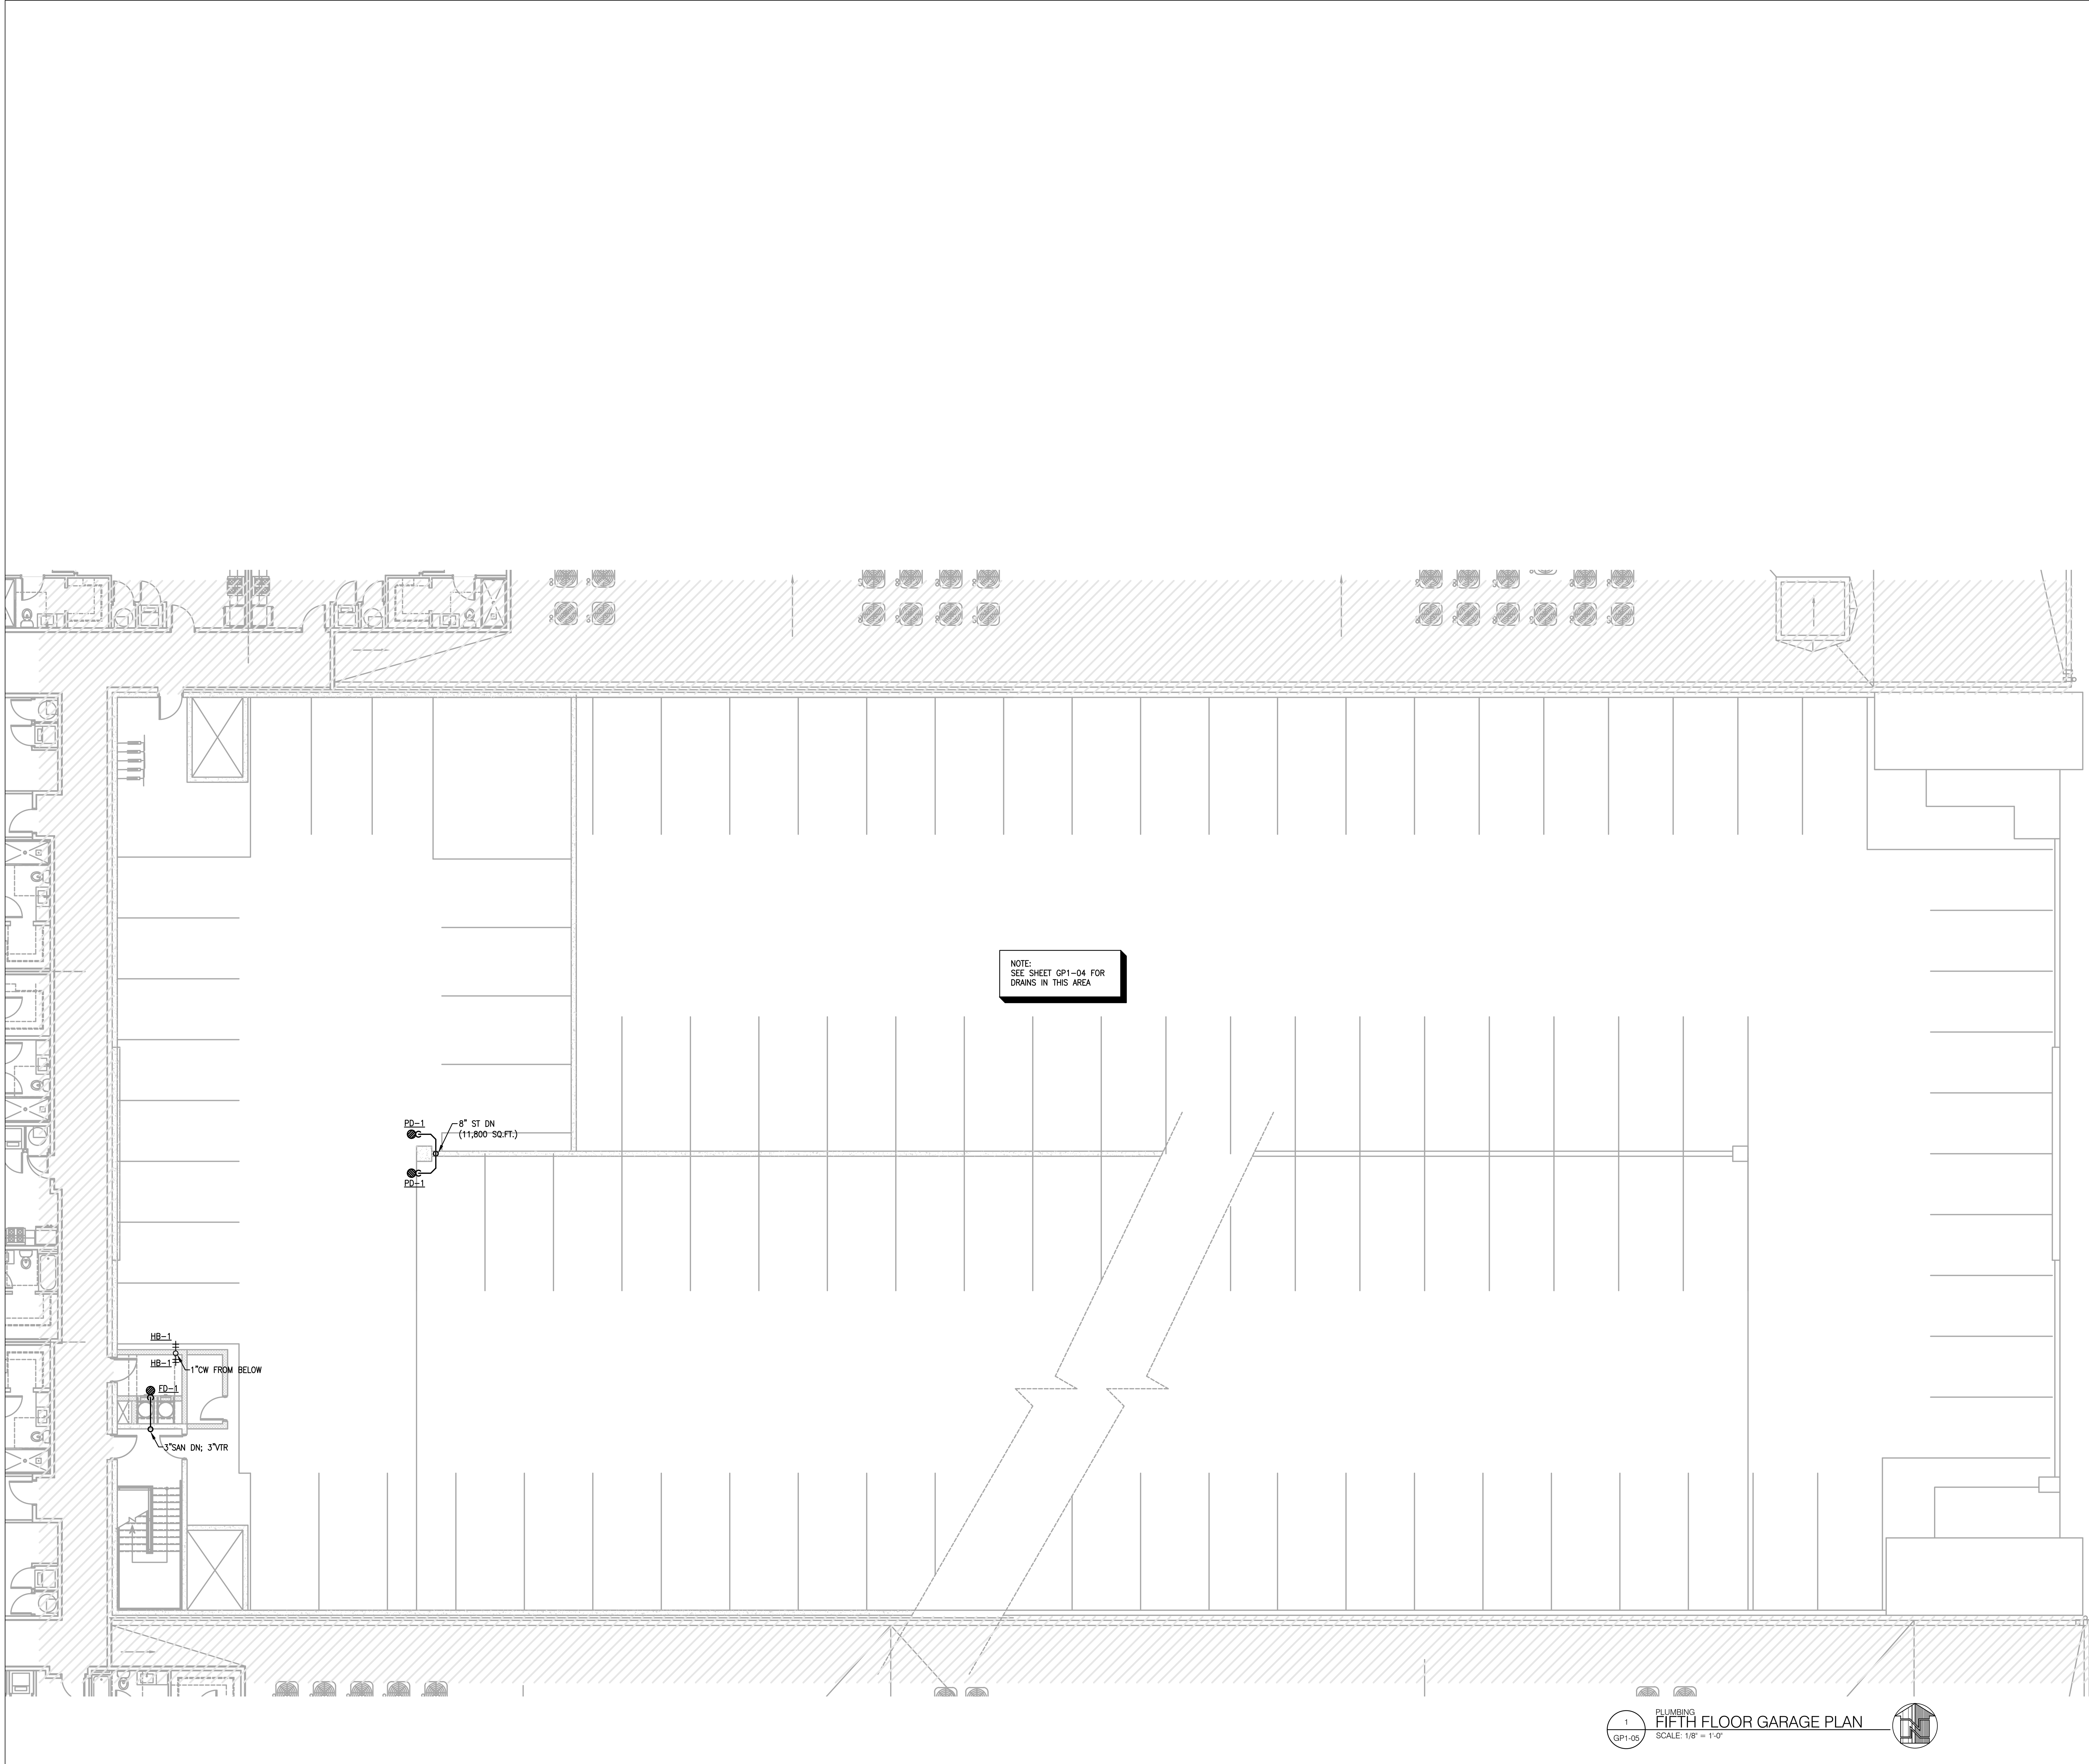 NOTE:
SEE SHEET GP1-04 FOR
DRAINS IN THIS AREA
PD-1
8" ST DN
(11,800 SQ.FT.)
PD-1
HB-1
HB-1
1"CW FROM BELOW
FD-1
3"SAN DN; 3"VTR
1
GP1-05
PLUMBING
FIFTH FLOOR GARAGE PLAN
SCALE: 1/8" = 1'-0"
N